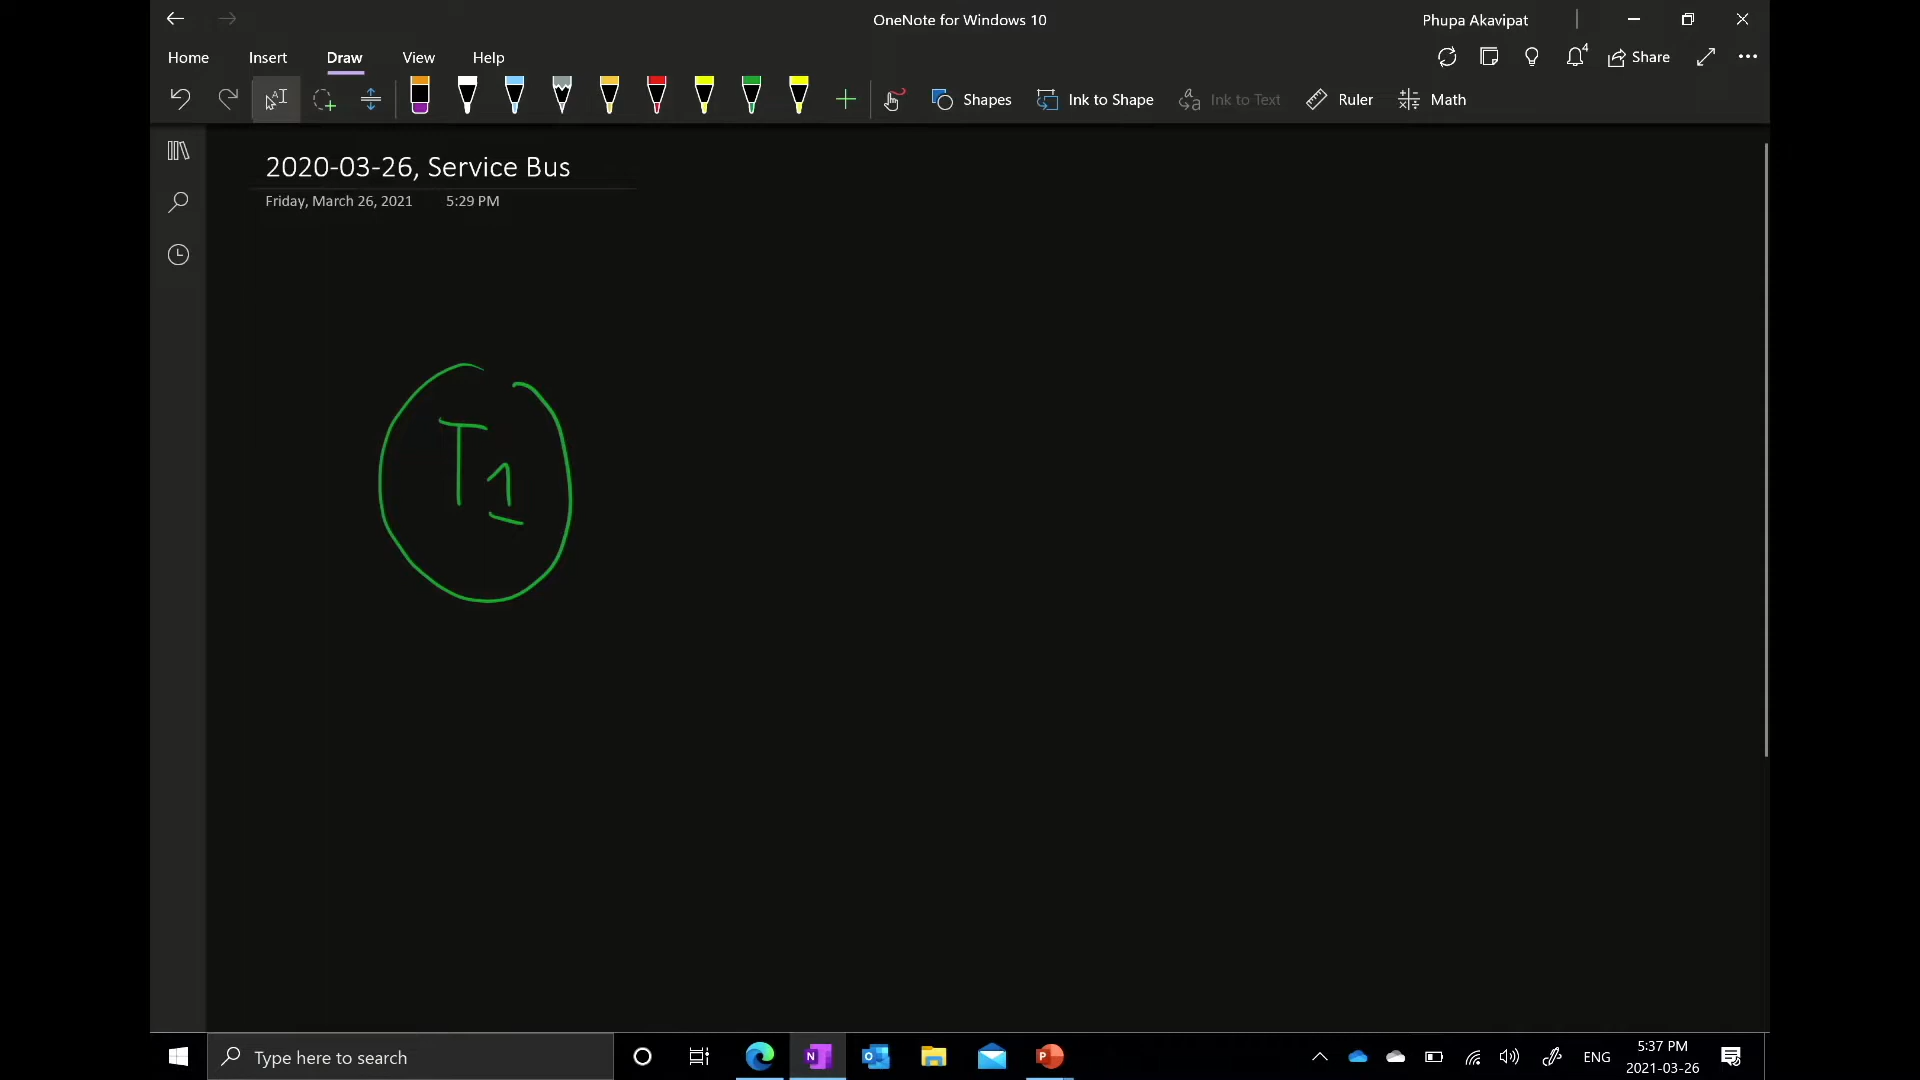 OneNote for Windows 10
Phupa Akavipat
Home Insert Draw View Help
4
Share
Shapes Ink to Shape Ink to Text Ruler Math
2020-03-26, Service Bus
Friday, March 26, 2021 5:29 PM
T1
Type here to search
ENG
5:37 PM
2021-03-26